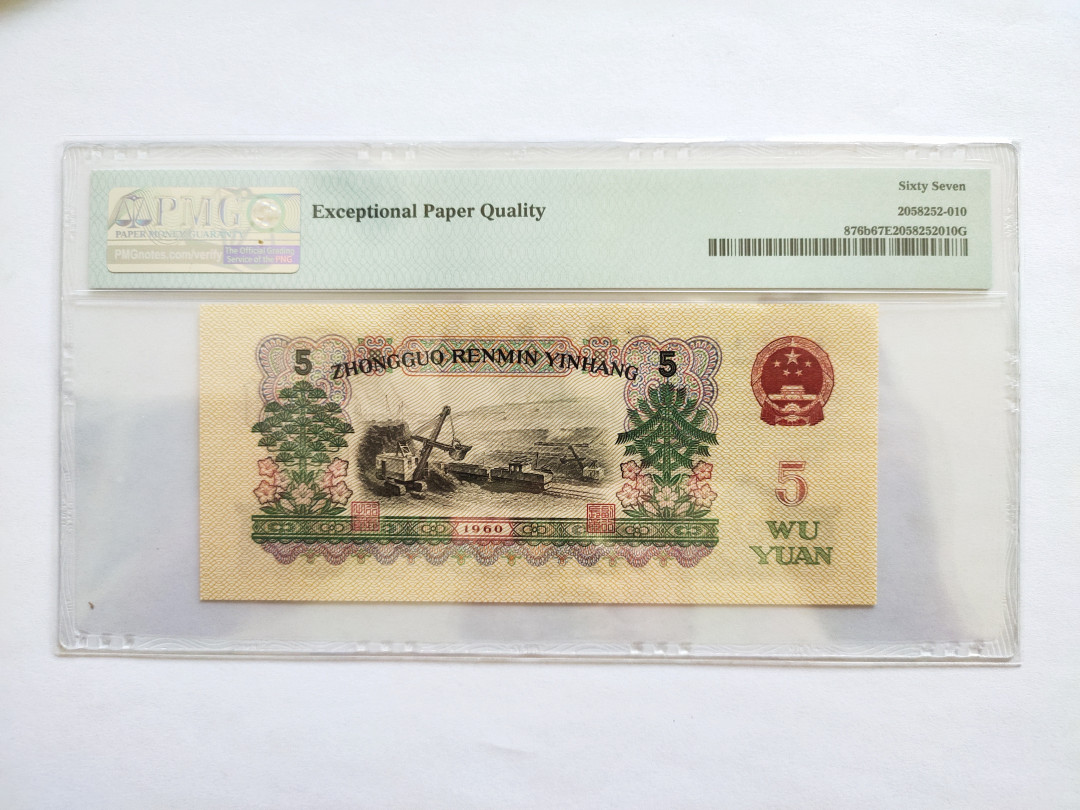 PMG
PAPER MONEY GUARANTY
PMGnotes.com/verify
The Official Grading
Service of the PNG
Exceptional Paper Quality
Sixty Seven
2058252-010
876b67E2058252010G
5 ZHONGGUO RENMIN YINHANG 5
1960
5
WU
YUAN